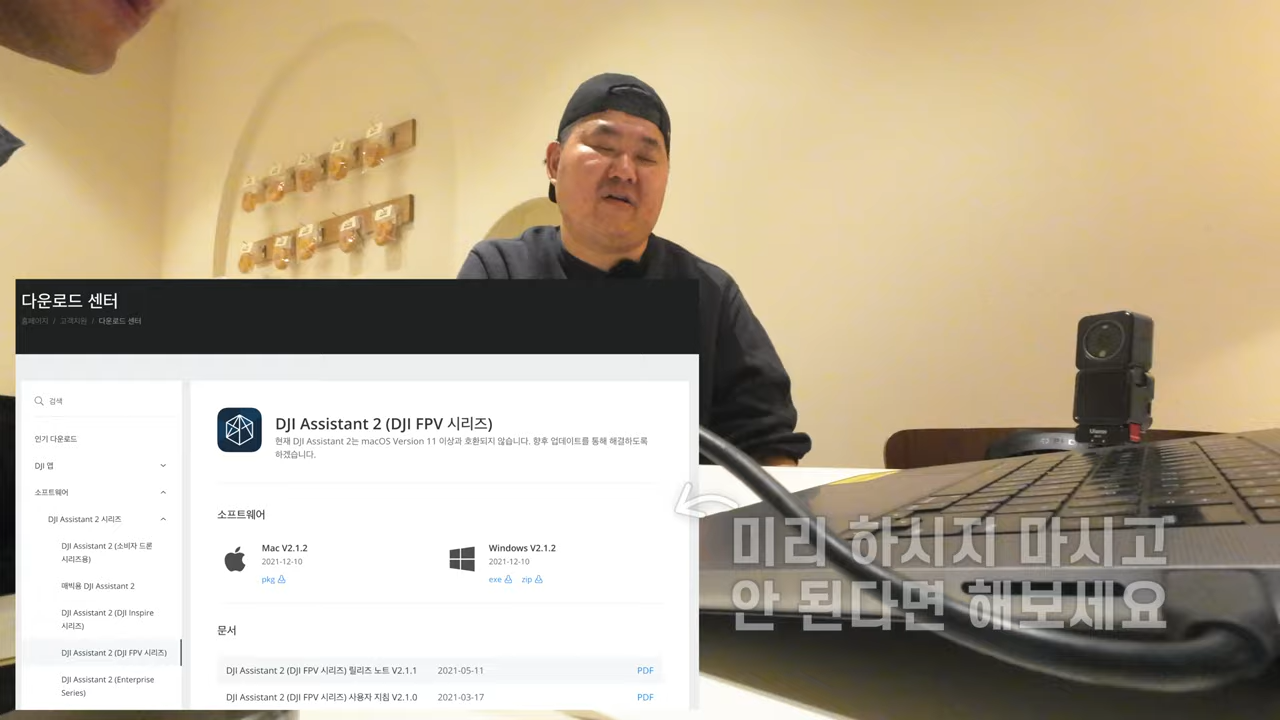 다운로드 센터
홈페이지 / 고객지원 / 다운로드 센터
검색
인기 다운로드
DJI 앱
소프트웨어
DJI Assistant 2 시리즈
DJI Assistant 2 (소비자 드론
시리즈용)
매빅용 DJI Assistant 2
DJI Assistant 2 (DJI Inspire
시리즈)
DJI Assistant 2 (DJI FPV 시리즈)
DJI Assistant 2 (Enterprise
Series)
DJI Assistant 2 (DJI FPV 시리즈)
현재 DJI Assistant 2는 macOS Version 11 이상과 호환되지 않습니다. 향후 업데이트를 통해 해결하도록
하겠습니다.
소프트웨어
Mac V2.1.2
2021-12-10
pkg
Windows V2.1.2
2021-12-10
exe zip
문서
DJI Assistant 2 (DJI FPV 시리즈) 릴리즈 노트 V2.1.1 2021-05-11 PDF
DJI Assistant 2 (DJI FPV 시리즈) 사용자 지침 V2.1.0 2021-03-17 PDF
미리 하시지 마시고
안 된다면 해보세요
Ulanzi